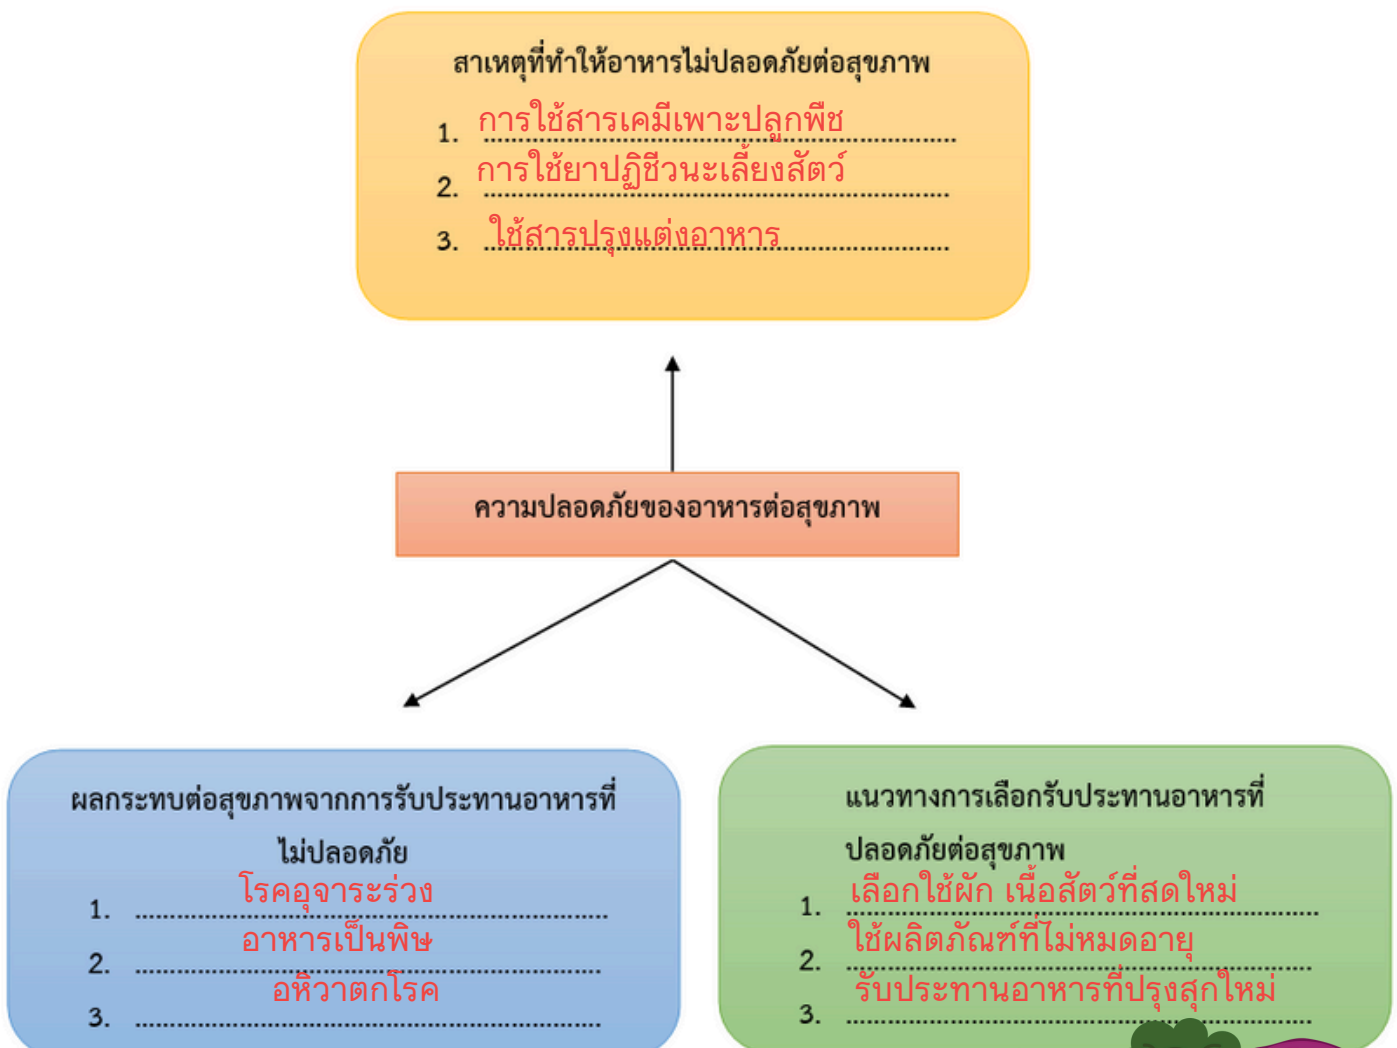 สาเหตุที่ทำให้อาหารไม่ปลอดภัยต่อสุขภาพ
1. การใช้สารเคมีเพาะปลูกพืช
2. การใช้ยาปฏิชีวนะเลี้ยงสัตว์
3. ใช้สารปรุงแต่งอาหาร
ความปลอดภัยของอาหารต่อสุขภาพ
ผลกระทบต่อสุขภาพจากการรับประทานอาหารที่
ไม่ปลอดภัย
1. โรคอุจาระร่วง
2. อาหารเป็นพิษ
3. อหิวาตกโรค
แนวทางการเลือกรับประทานอาหารที่
ปลอดภัยต่อสุขภาพ
1. เลือกใช้ผัก เนื้อสัตว์ที่สดใหม่
2. ใช้ผลิตภัณฑ์ที่ไม่หมดอายุ
3. รับประทานอาหารที่ปรุงสุกใหม่